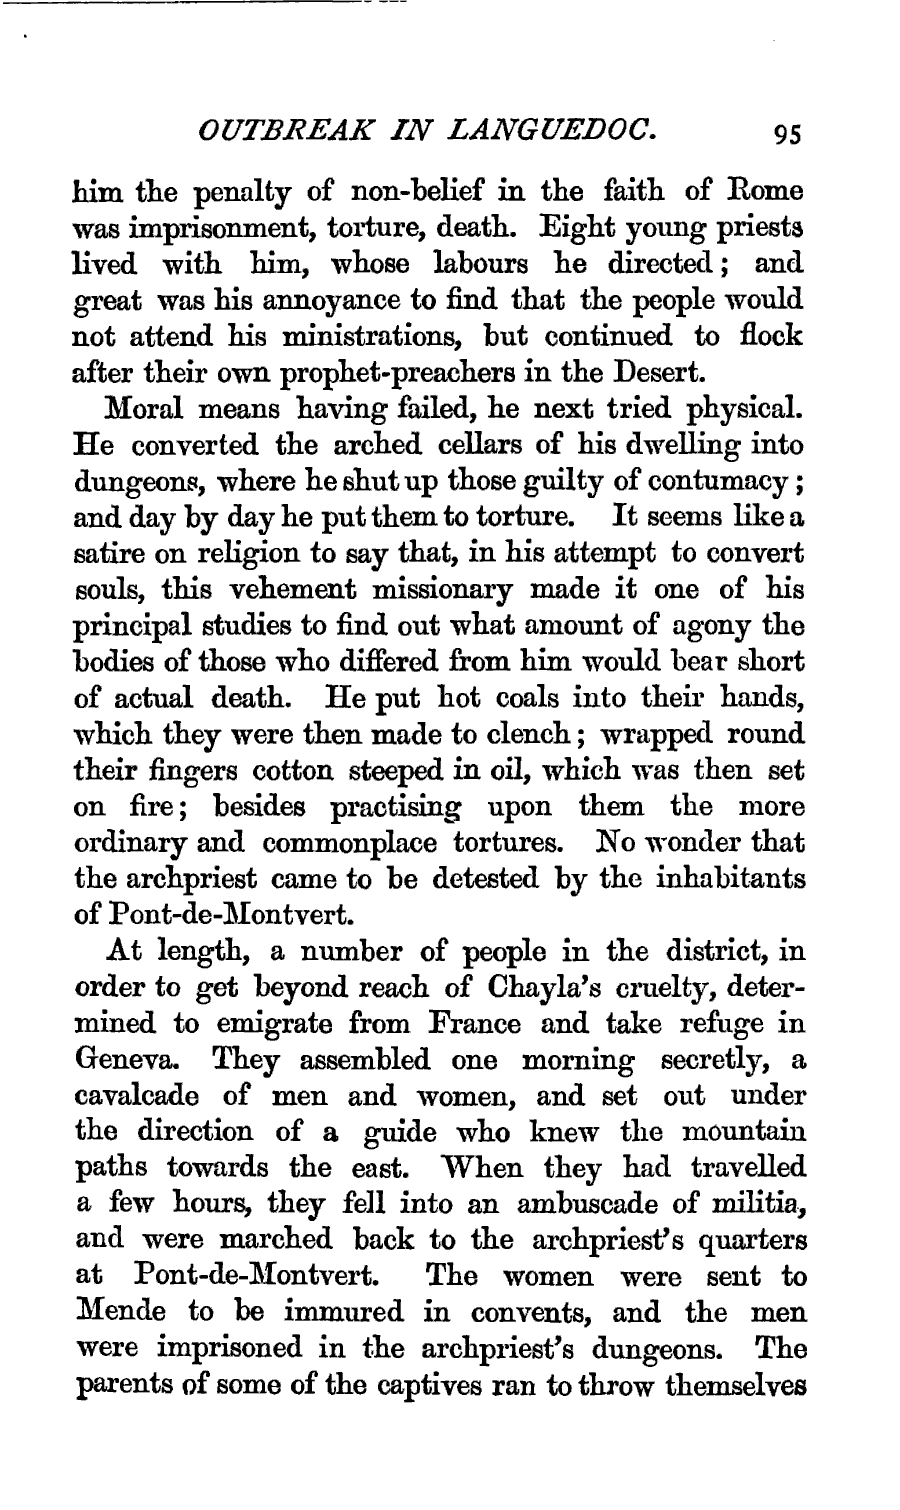 OUTBREAK IN LANGUEDOC. 95
him the penalty of non-belief in the faith of Rome
was imprisonment, torture, death. Eight young priests
lived with him, whose labours he directed; and
great was his annoyance to find that the people would
not attend his ministrations, but continued to flock
after their own prophet-preachers in the Desert.
Moral means having failed, he next tried physical.
He converted the arched cellars of his dwelling into
dungeons, where he shut up those guilty of contumacy;
and day by day he put them to torture. It seems like a
satire on religion to say that, in his attempt to convert
souls, this vehement missionary made it one of his
principal studies to find out what amount of agony the
bodies of those who differed from him would bear short
of actual death. He put hot coals into their hands,
which they were then made to clench; wrapped round
their fingers cotton steeped in oil, which was then set
on fire; besides practising upon them the more
ordinary and commonplace tortures. No wonder that
the archpriest came to be detested by the inhabitants
of Pont-de-Montvert.
At length, a number of people in the district, in
order to get beyond reach of Chayla's cruelty, deter-
mined to emigrate from France and take refuge in
Geneva. They assembled one morning secretly, a
cavalcade of men and women, and set out under
the direction of a guide who knew the mountain
paths towards the east. When they had travelled
a few hours, they fell into an ambuscade of militia,
and were marched back to the archpriest's quarters
at Pont-de-Montvert. The women were sent to
Mende to be immured in convents, and the men
were imprisoned in the archpriest's dungeons. The
parents of some of the captives ran to throw themselves